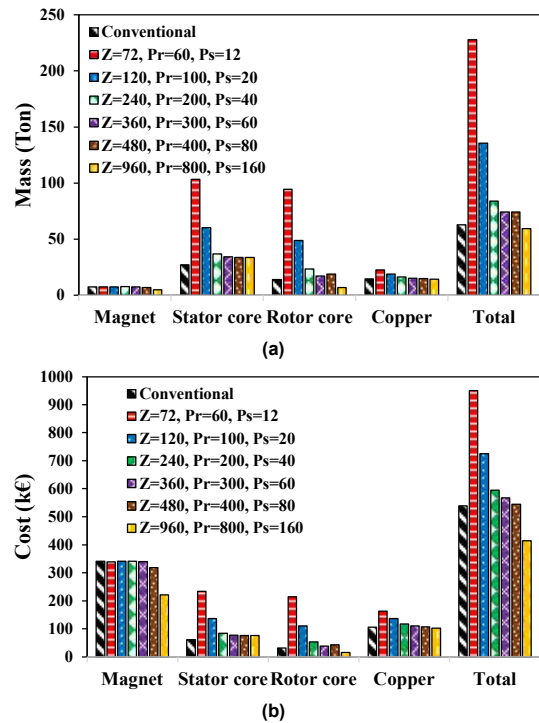 250
200
150
100
50
0
Mass (Ton)
Conventional
Z=72, Pr=60, Ps=12
Z=120, Pr=100, Ps=20
Z=240, Pr=200, Ps=40
Z=360, Pr=300, Ps=60
Z=480, Pr=400, Ps=80
Z=960, Pr=800, Ps=160
Magnet Stator core Rotor core Copper Total
(a)
1000
900
800
700
600
500
400
300
200
100
0
Cost (k€)
Conventional
Z=72, Pr=60, Ps=12
Z=120, Pr=100, Ps=20
Z=240, Pr=200, Ps=40
Z=360, Pr=300, Ps=60
Z=480, Pr=400, Ps=80
Z=960, Pr=800, Ps=160
Magnet Stator core Rotor core Copper Total
(b)